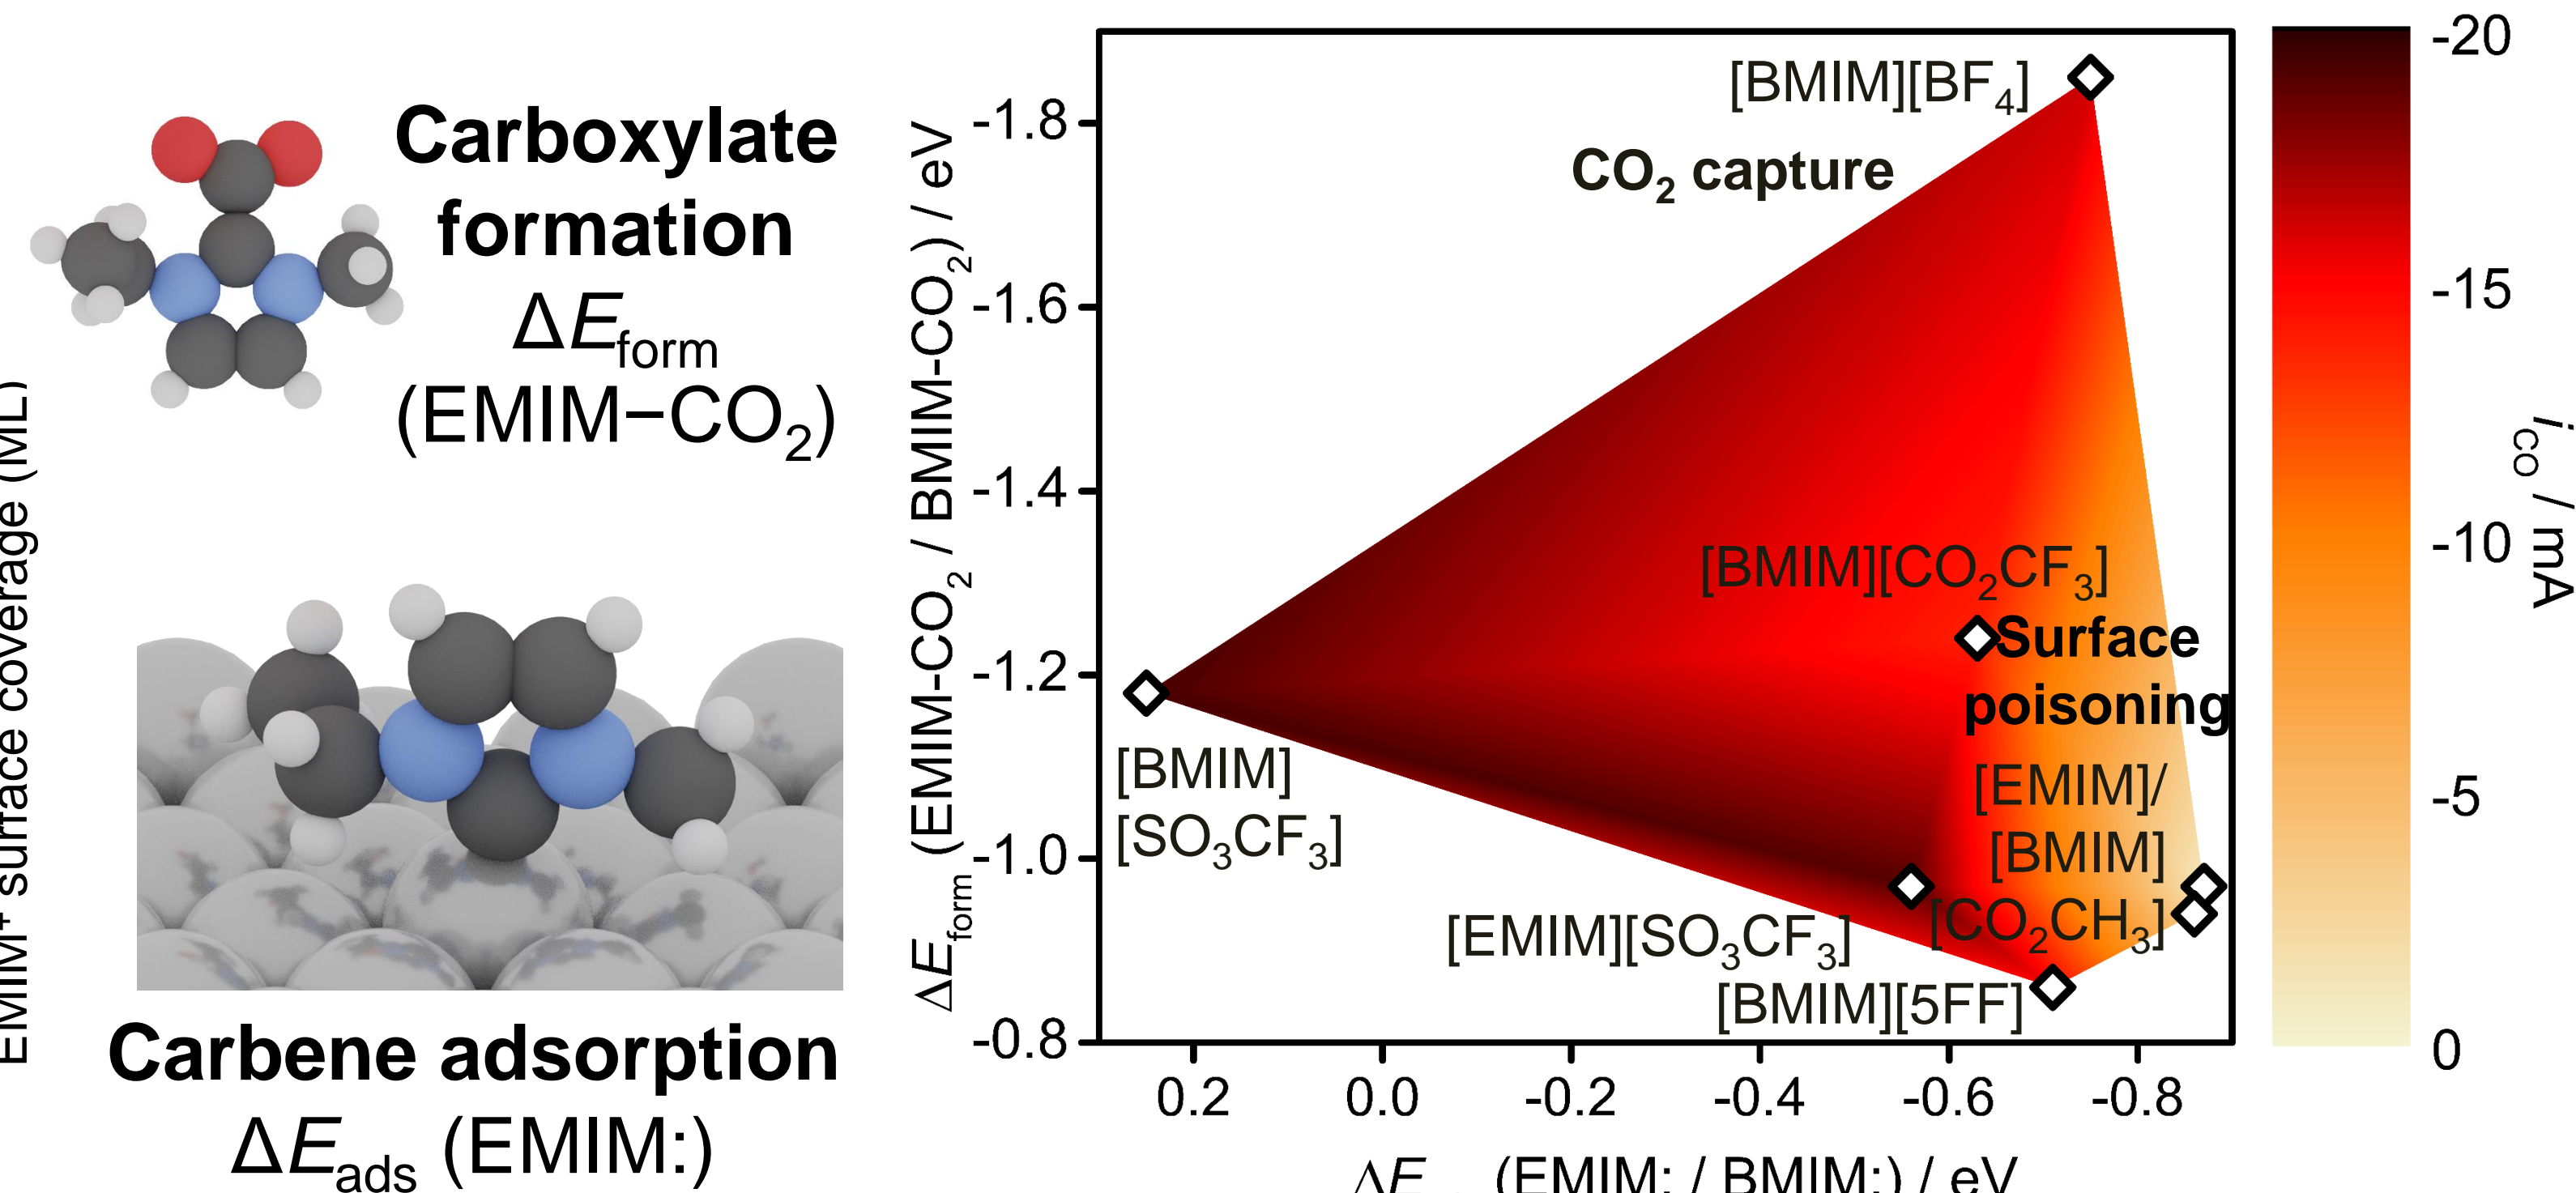 EMIM⁺ surface coverage (ML)
Carboxylate
formation
ΔE_form
(EMIM−CO₂)
Carbene adsorption
ΔE_ads (EMIM:)
ΔE_form (EMIM-CO₂ / BMIM-CO₂) / eV
-1.8
-1.6
-1.4
-1.2
-1.0
-0.8
[BMIM][BF₄]
CO₂ capture
[BMIM][CO₂CF₃]
Surface
poisoning
[BMIM]
[SO₃CF₃]
[EMIM]/
[BMIM]
[CO₂CH₃]
[EMIM][SO₃CF₃]
[BMIM][5FF]
0.2 0.0 -0.2 -0.4 -0.6 -0.8
ΔE (EMIM: / BMIM:) / eV
-20
-15
-10
-5
0
i_CO / mA